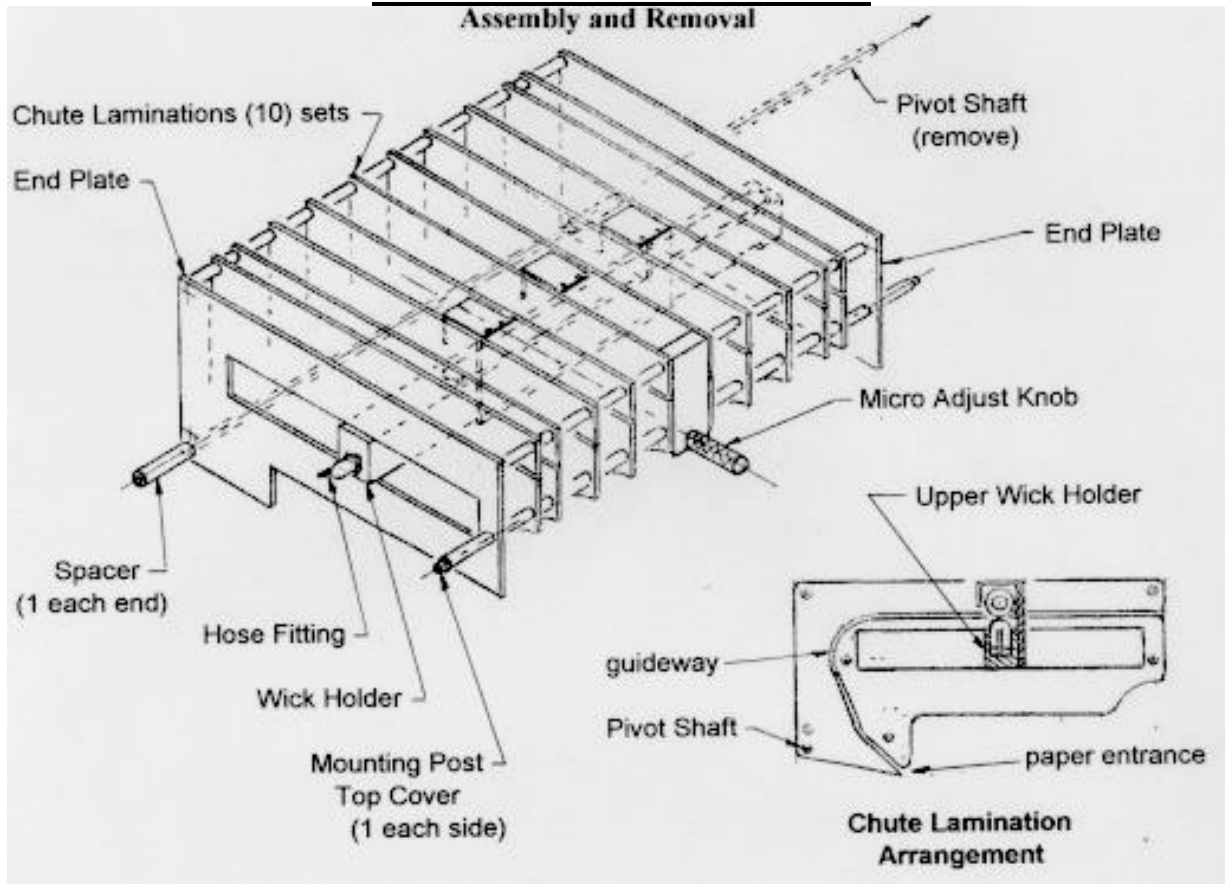 Assembly and Removal
Chute Laminations (10) sets
End Plate
Pivot Shaft
(remove)
End Plate
Micro Adjust Knob
Upper Wick Holder
Spacer
(1 each end)
Hose Fitting
Wick Holder
Mounting Post
Top Cover
(1 each side)
guideway
Pivot Shaft
paper entrance
Chute Lamination
Arrangement